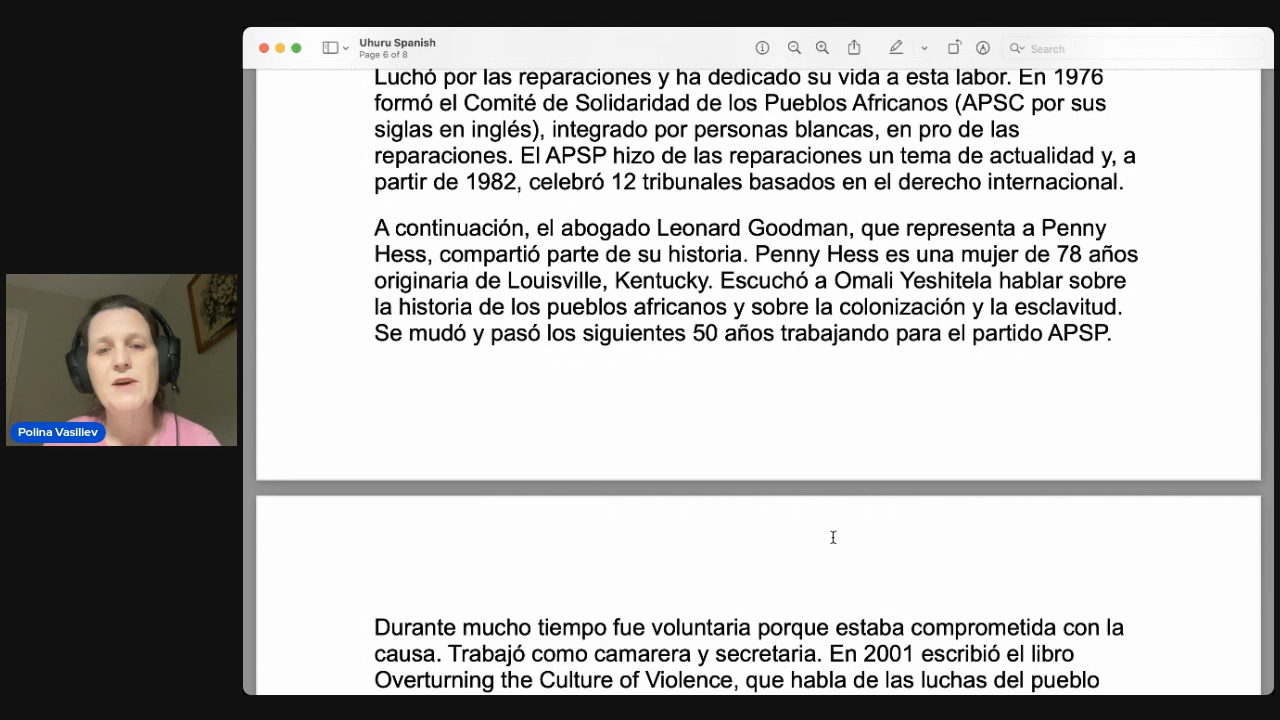 Uhuru Spanish
Page 6 of 8
Search
Luchó por las reparaciones y ha dedicado su vida a esta labor. En 1976
formó el Comité de Solidaridad de los Pueblos Africanos (APSC por sus
siglas en inglés), integrado por personas blancas, en pro de las
reparaciones. El APSP hizo de las reparaciones un tema de actualidad y, a
partir de 1982, celebró 12 tribunales basados en el derecho internacional.
A continuación, el abogado Leonard Goodman, que representa a Penny
Hess, compartió parte de su historia. Penny Hess es una mujer de 78 años
originaria de Louisville, Kentucky. Escuchó a Omali Yeshitela hablar sobre
la historia de los pueblos africanos y sobre la colonización y la esclavitud.
Se mudó y pasó los siguientes 50 años trabajando para el partido APSP.
Polina Vasiliev
Durante mucho tiempo fue voluntaria porque estaba comprometida con la
causa. Trabajó como camarera y secretaria. En 2001 escribió el libro
Overturning the Culture of Violence, que habla de las luchas del pueblo